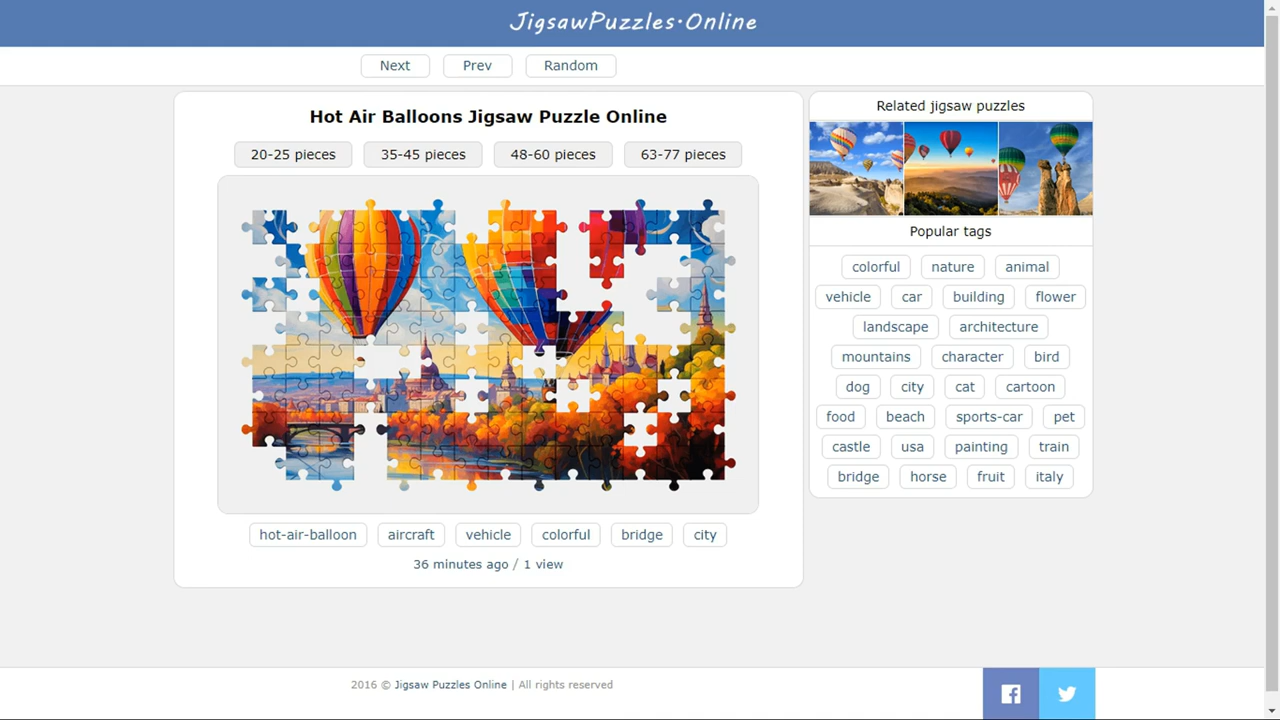 JigsawPuzzles·Online
Next Prev Random
Hot Air Balloons Jigsaw Puzzle Online
20-25 pieces 35-45 pieces 48-60 pieces 63-77 pieces
hot-air-balloon aircraft vehicle colorful bridge city
36 minutes ago / 1 view
Related jigsaw puzzles
Popular tags
colorful nature animal
vehicle car building flower
landscape architecture
mountains character bird
dog city cat cartoon
food beach sports-car pet
castle usa painting train
bridge horse fruit italy
2016 © Jigsaw Puzzles Online | All rights reserved